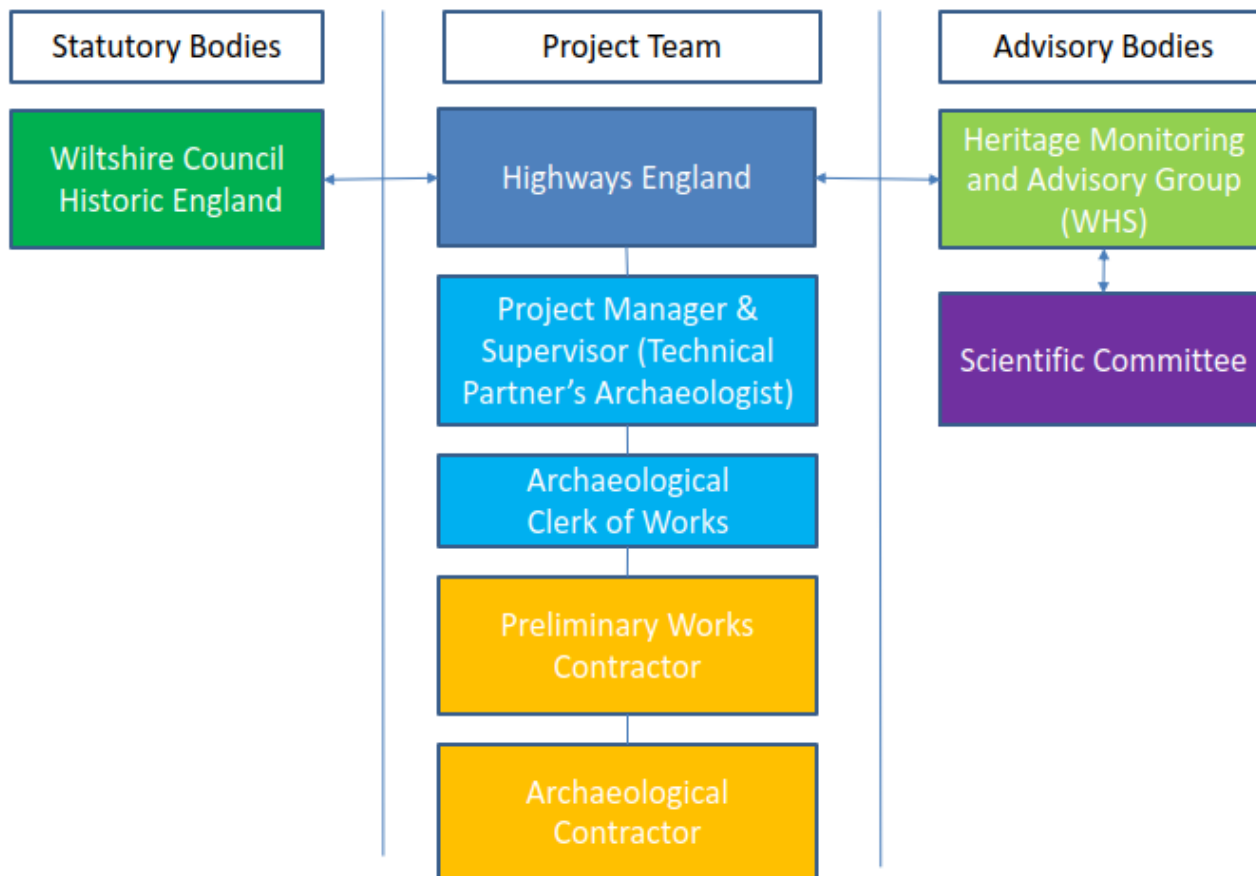 Statutory Bodies
Project Team
Advisory Bodies
Wiltshire Council
Historic England
Highways England
Heritage Monitoring
and Advisory Group
(WHS)
Project Manager &
Supervisor (Technical
Partner's Archaeologist)
Scientific Committee
Archaeological
Clerk of Works
Preliminary Works
Contractor
Archaeological
Contractor